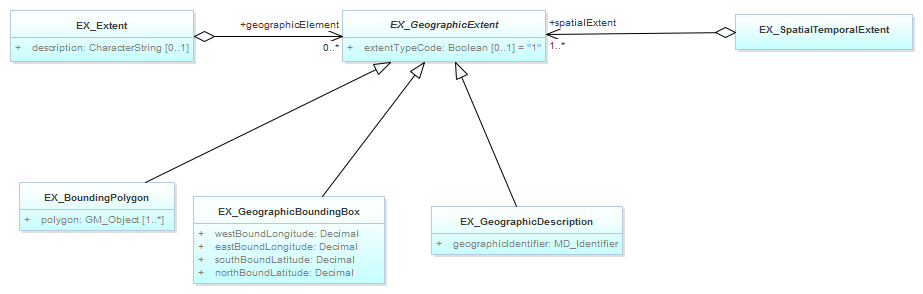 EX_Extent
+ description: CharacterString [0..1]
+geographicElement
0..*
EX_GeographicExtent
+ extentTypeCode: Boolean [0..1] = "1"
+spatialExtent
1..*
EX_SpatialTemporalExtent
EX_BoundingPolygon
+ polygon: GM_Object [1..*]
EX_GeographicBoundingBox
+ westBoundLongitude: Decimal
+ eastBoundLongitude: Decimal
+ southBoundLatitude: Decimal
+ northBoundLatitude: Decimal
EX_GeographicDescription
+ geographicIdentifier: MD_Identifier